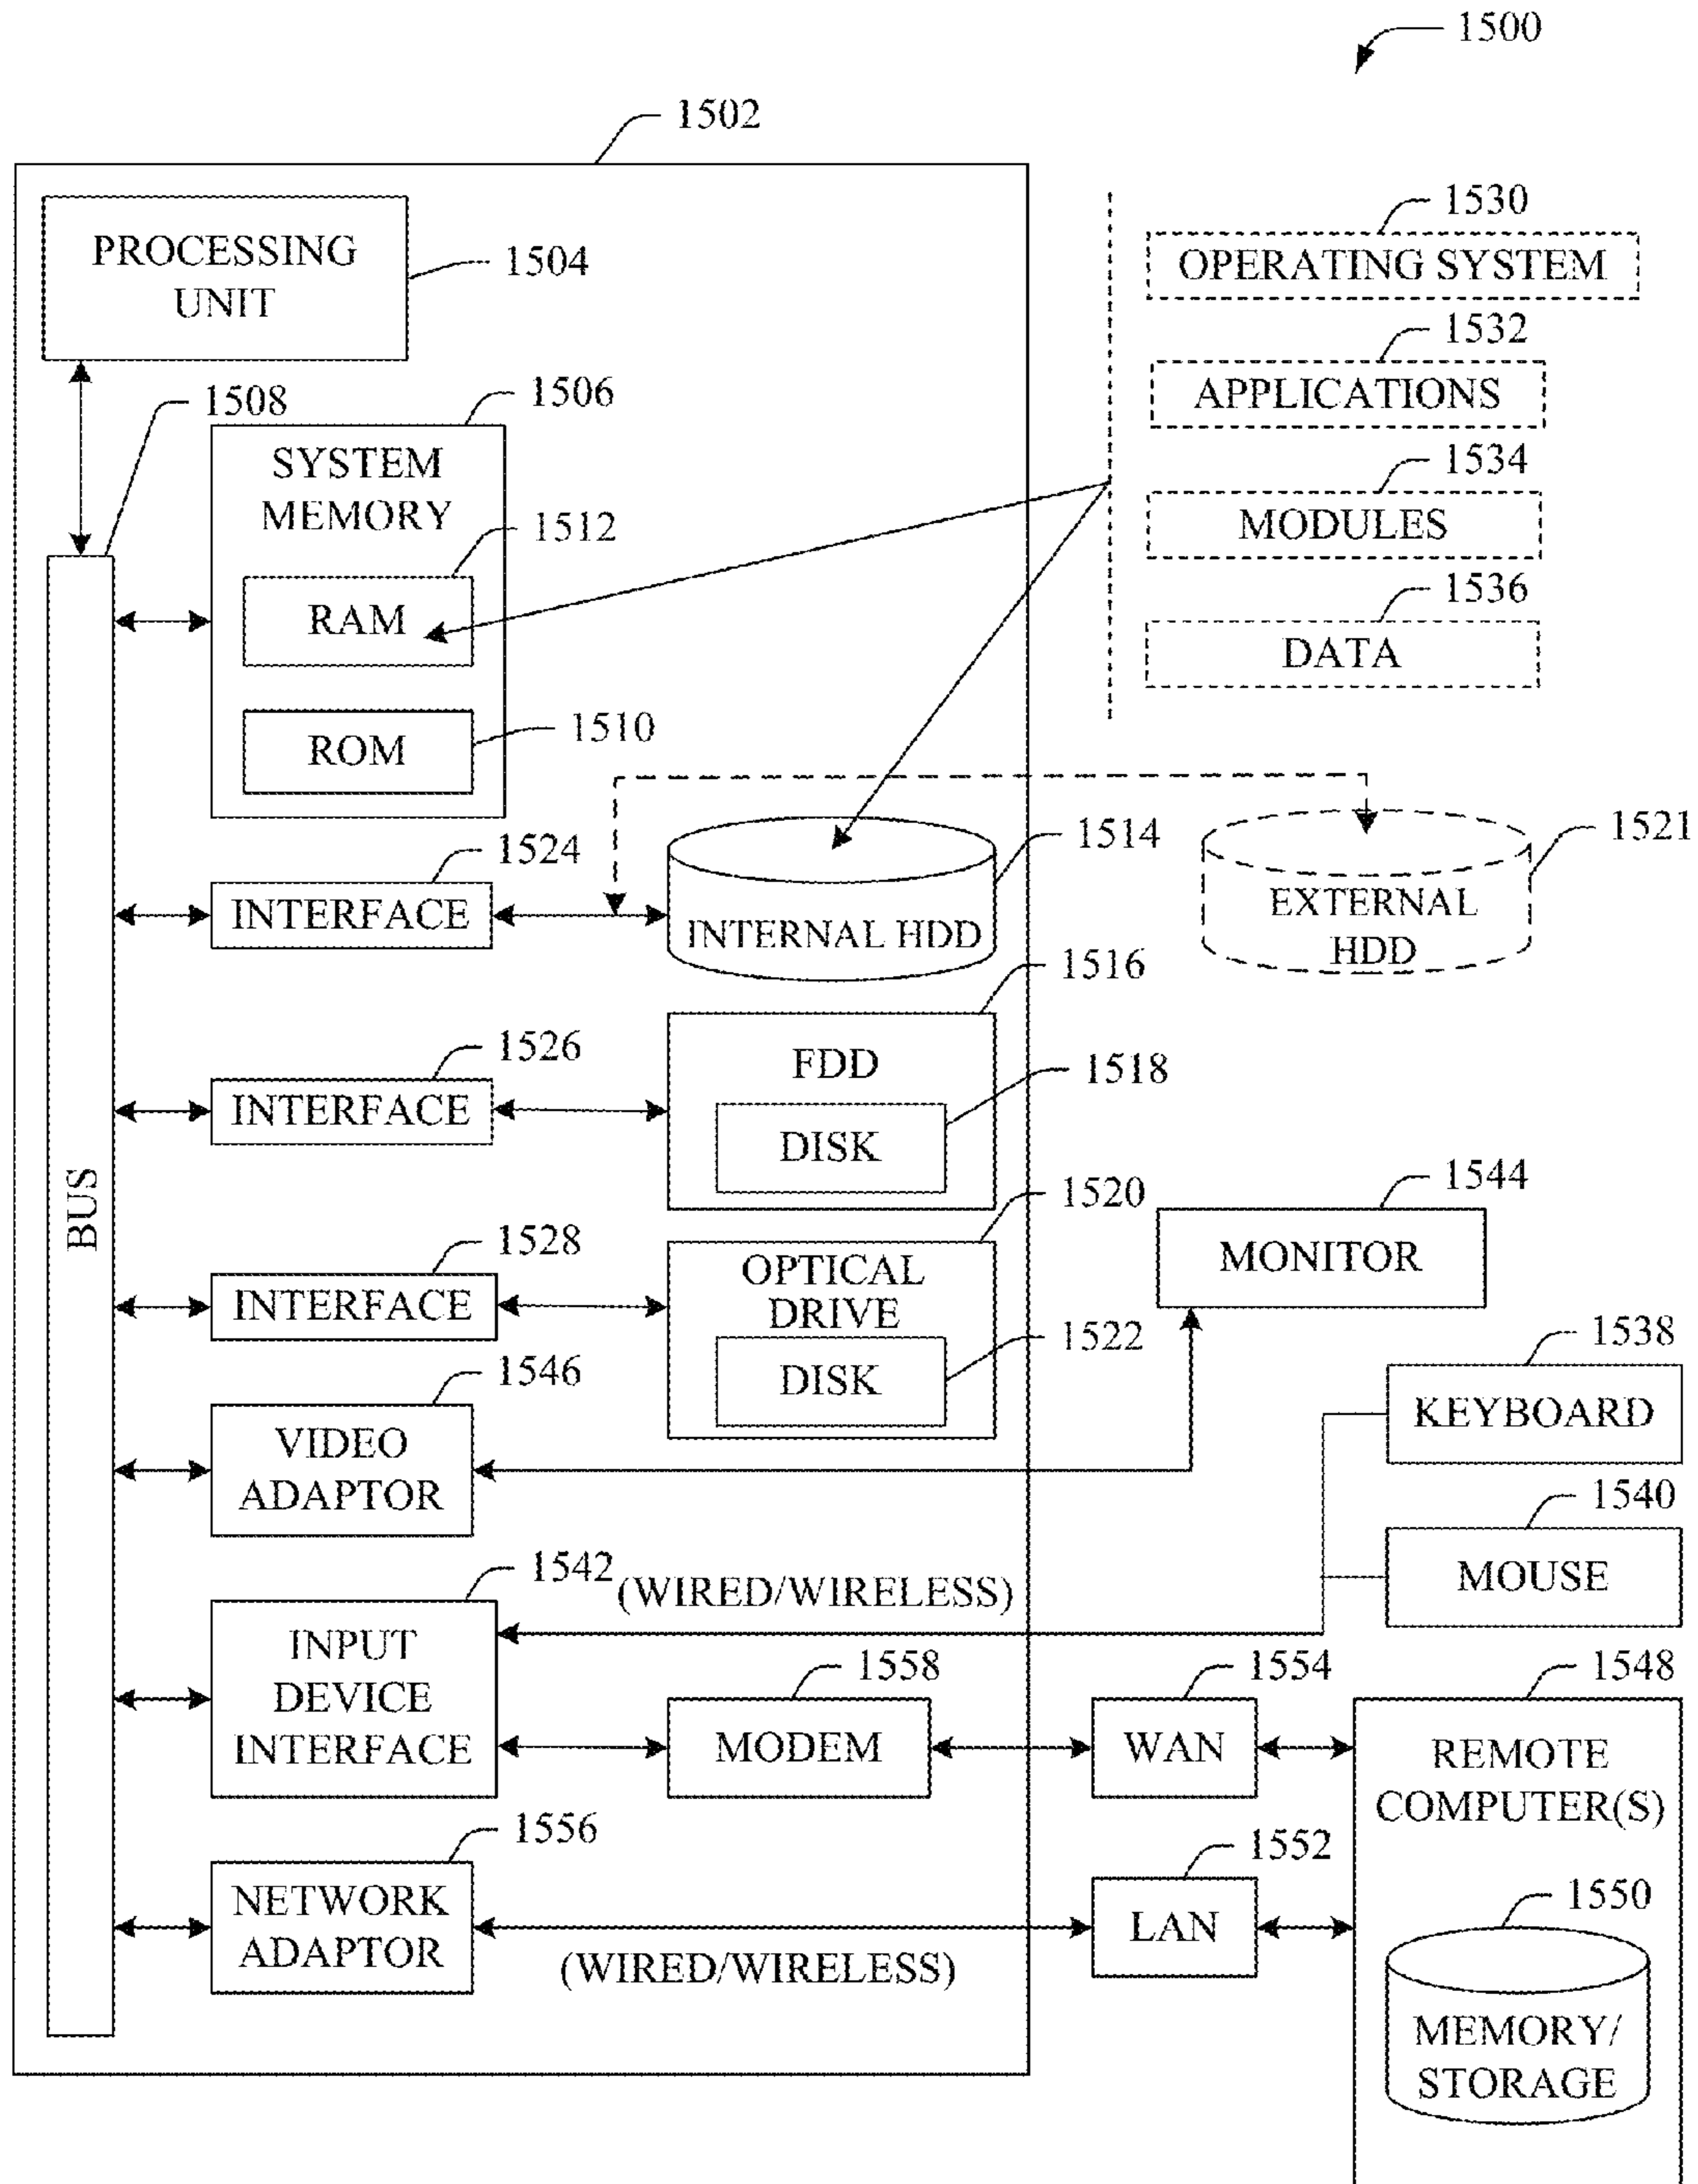 1500
1502
PROCESSING
UNIT
1504
1530
OPERATING SYSTEM
1532
APPLICATIONS
1534
MODULES
1536
DATA
1508
1506
SYSTEM
MEMORY
1512
RAM
1510
ROM
1524
INTERFACE
1514
INTERNAL HDD
1521
EXTERNAL
HDD
1526
INTERFACE
1516
FDD
1518
DISK
BUS
1528
INTERFACE
1520
OPTICAL
DRIVE
1522
DISK
1544
MONITOR
1546
VIDEO
ADAPTOR
1538
KEYBOARD
1540
MOUSE
1542
(WIRED/WIRELESS)
INPUT
DEVICE
INTERFACE
1558
MODEM
1554
WAN
1548
REMOTE
COMPUTER(S)
1556
NETWORK
ADAPTOR
(WIRED/WIRELESS)
1552
LAN
1550
MEMORY/
STORAGE